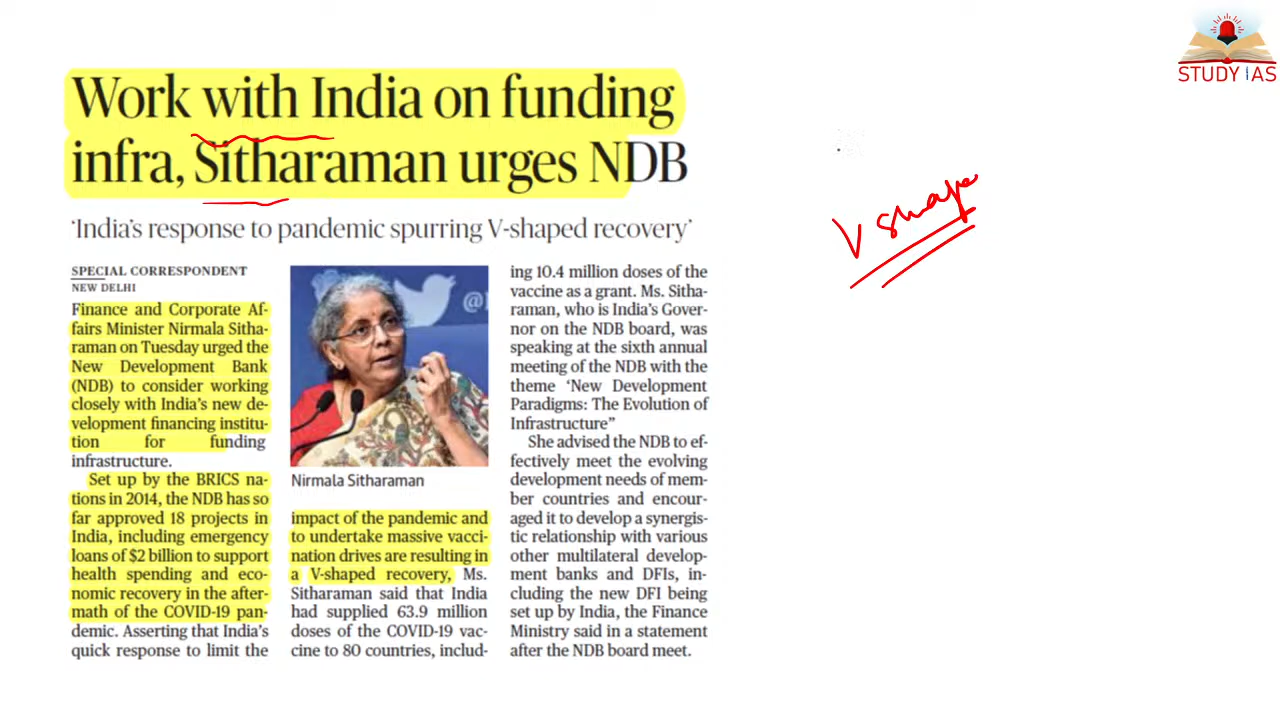 STUDY IAS
Work with India on funding
infra, Sitharaman urges NDB
'India's response to pandemic spurring V-shaped recovery'
V shape
SPECIAL CORRESPONDENT
NEW DELHI
Finance and Corporate Af-
fairs Minister Nirmala Sitha-
raman on Tuesday urged the
New Development Bank
(NDB) to consider working
closely with India's new de-
velopment financing institu-
tion for funding
infrastructure.
Set up by the BRICS na-
tions in 2014, the NDB has so
far approved 18 projects in
India, including emergency
loans of $2 billion to support
health spending and eco-
nomic recovery in the after-
math of the COVID-19 pan-
demic. Asserting that India's
quick response to limit the
@
Nirmala Sitharaman
impact of the pandemic and
to undertake massive vacci-
nation drives are resulting in
a V-shaped recovery, Ms.
Sitharaman said that India
had supplied 63.9 million
doses of the COVID-19 vac-
cine to 80 countries, includ-
ing 10.4 million doses of the
vaccine as a grant. Ms. Sitha-
raman, who is India's Gover-
nor on the NDB board, was
speaking at the sixth annual
meeting of the NDB with the
theme 'New Development
Paradigms: The Evolution of
Infrastructure"
She advised the NDB to ef-
fectively meet the evolving
development needs of mem-
ber countries and encour-
aged it to develop a synergis-
tic relationship with various
other multilateral develop-
ment banks and DFIs, in-
cluding the new DFI being
set up by India, the Finance
Ministry said in a statement
after the NDB board meet.